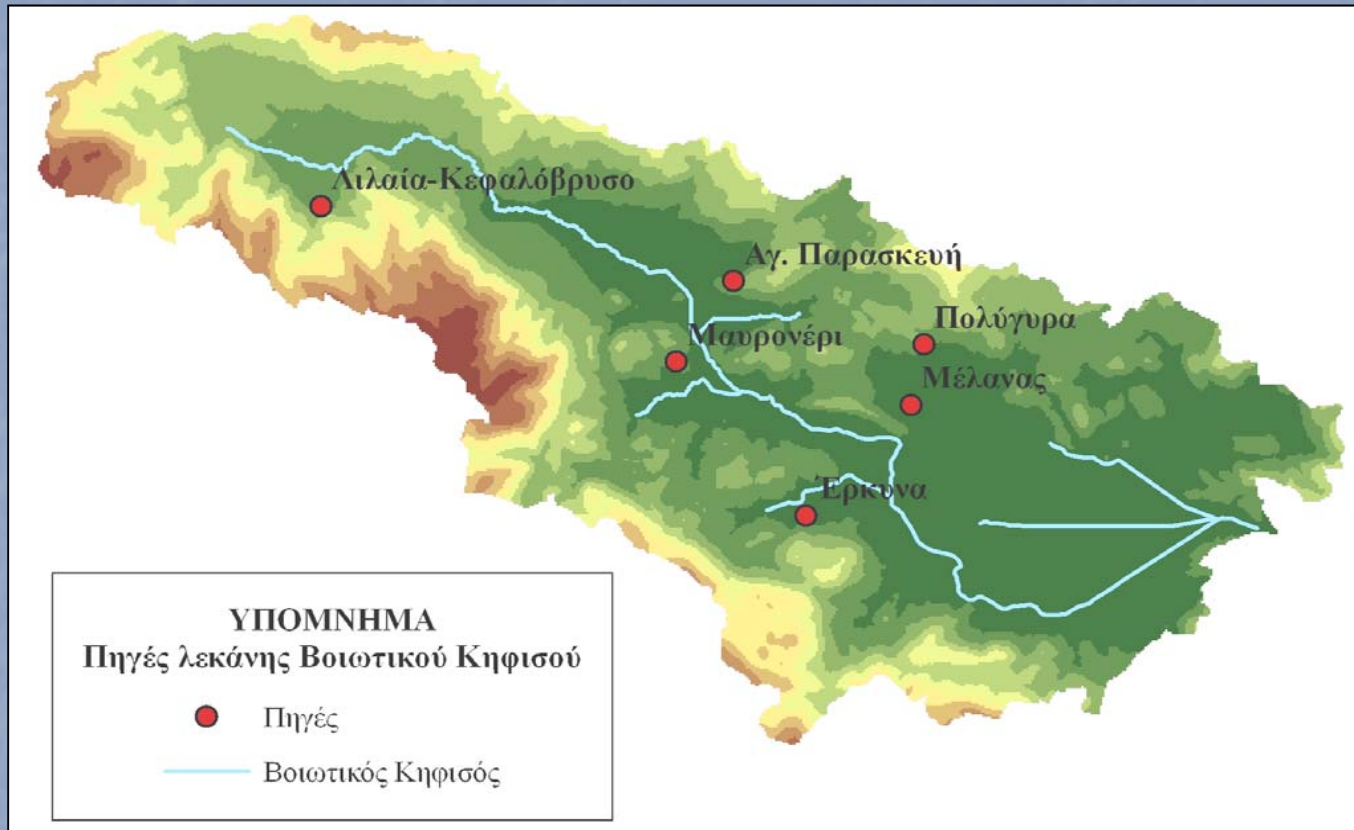 Λιλαία-Κεφαλόβρυσο
Αγ. Παρασκευή
Πολύγυρα
Μαυρονέρι
Μέλανας
Έρκυνα
ΥΠΟΜΝΗΜΑ
Πηγές λεκάνης Βοιωτικού Κηφισού
Πηγές
Βοιωτικός Κηφισός